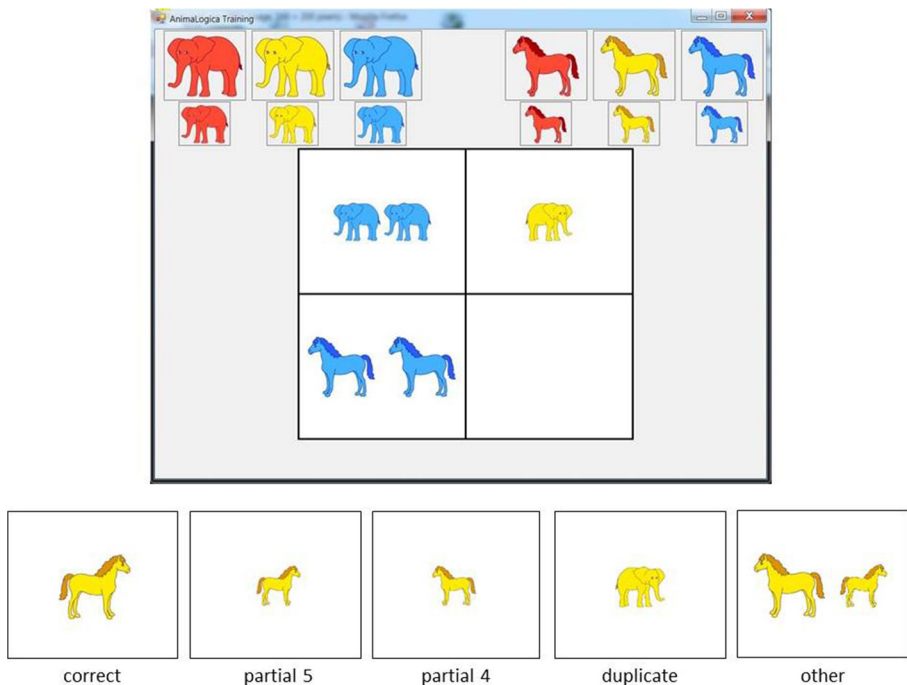 AnimaLogica Training
correct
partial 5
partial 4
duplicate
other